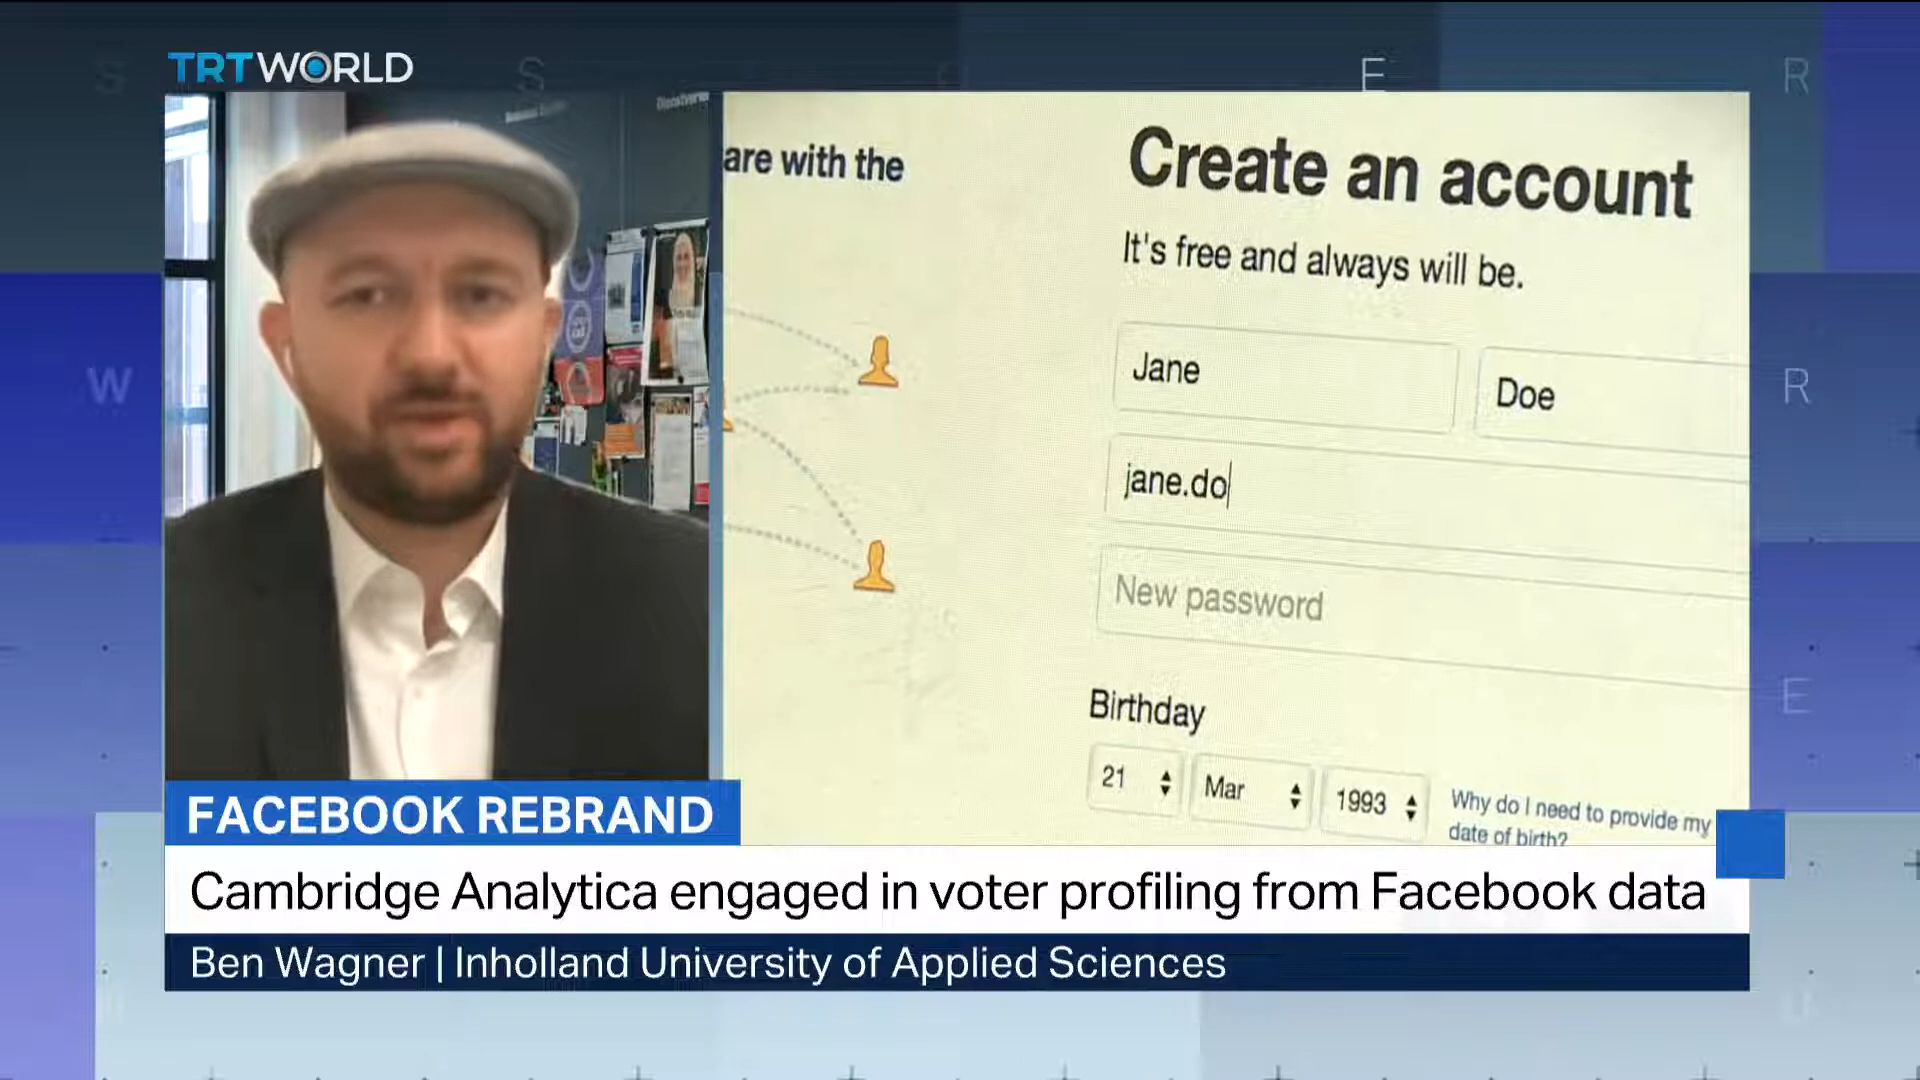 TRT WORLD
are with the
Create an account
It's free and always will be.
Jane
Doe
jane.do
New password
Birthday
21
Mar
1993
Why do I need to provide my
date of birth?
FACEBOOK REBRAND
Cambridge Analytica engaged in voter profiling from Facebook data
Ben Wagner | Inholland University of Applied Sciences
S
S
E
R
W
R
E